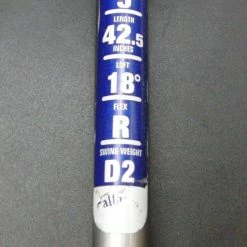 LENGTH
42.5
INCHES
LOFT
18°
FLEX
R
SWING WEIGHT
D2